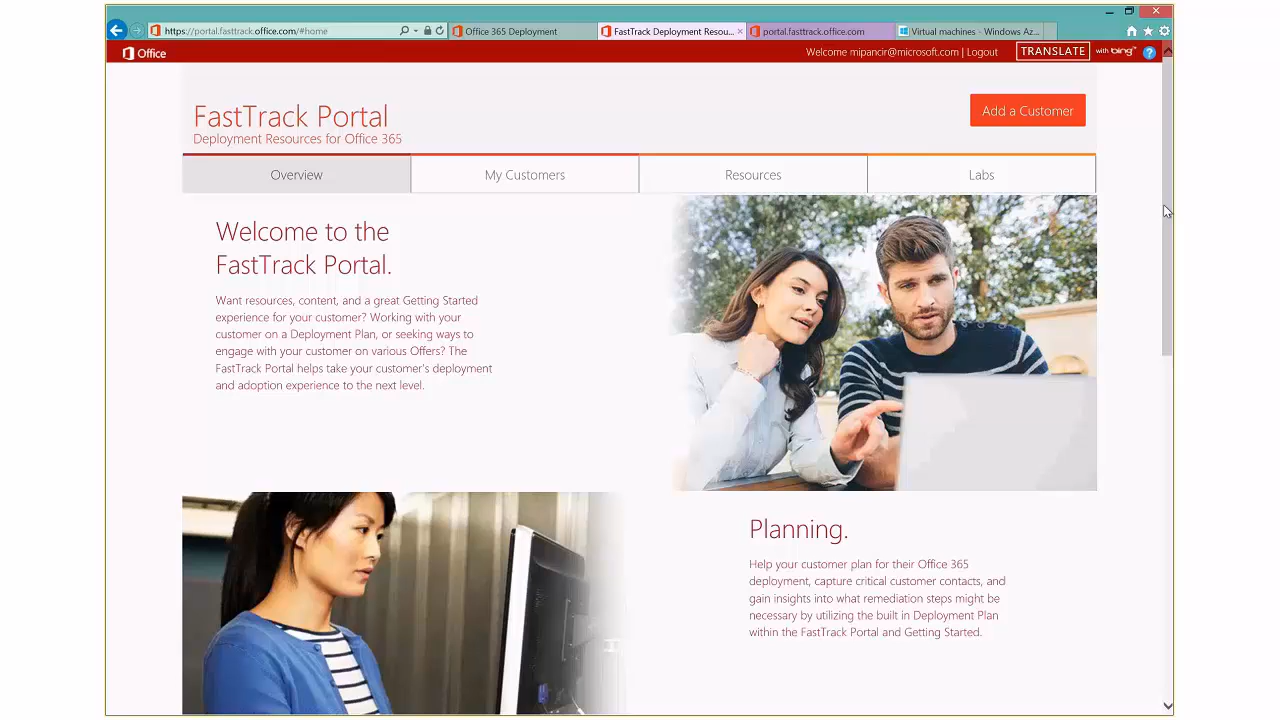 https://portal.fasttrack.office.com/#home
Office 365 Deployment
FastTrack Deployment Resou...
portal.fasttrack.office.com
Virtual machines - Windows Az...
Office
Welcome mipancir@microsoft.com | Logout
TRANSLATE with bing™
?
FastTrack Portal
Deployment Resources for Office 365
Add a Customer
Overview
My Customers
Resources
Labs
Welcome to the
FastTrack Portal.
Want resources, content, and a great Getting Started
experience for your customer? Working with your
customer on a Deployment Plan, or seeking ways to
engage with your customer on various Offers? The
FastTrack Portal helps take your customer's deployment
and adoption experience to the next level.
Planning.
Help your customer plan for their Office 365
deployment, capture critical customer contacts, and
gain insights into what remediation steps might be
necessary by utilizing the built in Deployment Plan
within the FastTrack Portal and Getting Started.